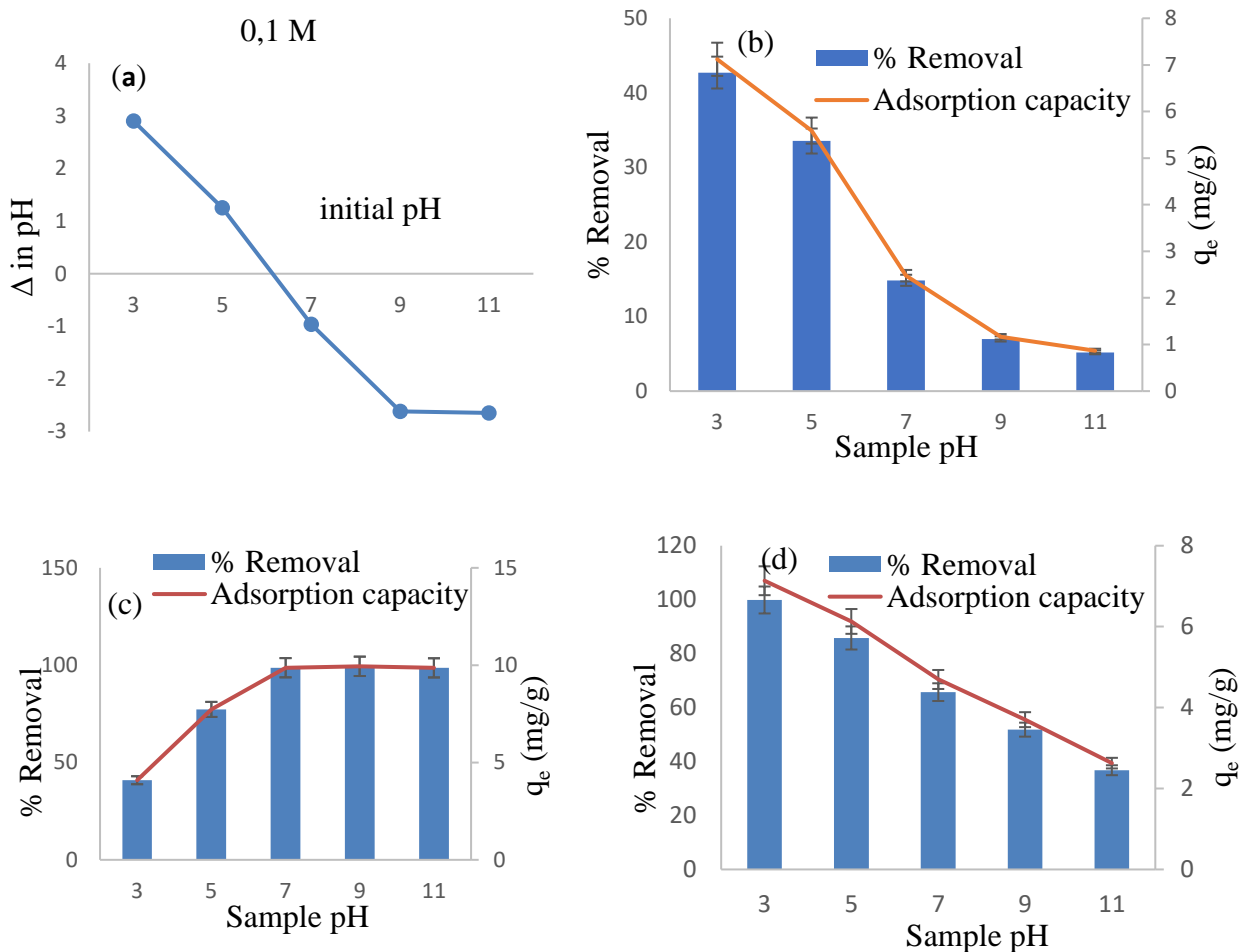 0,1 M
(a)
4
3
2
1
0
-1
-2
-3
Δ in pH
initial pH
3 5 7 9 11
(b)
% Removal
Adsorption capacity
50
40
30
20
10
0
% Removal
8
7
6
5
4
3
2
1
0
qₑ (mg/g)
3 5 7 9 11
Sample pH
(c)
% Removal
Adsorption capacity
150
100
50
0
% Removal
15
10
5
0
qₑ (mg/g)
3 5 7 9 11
Sample pH
(d)
% Removal
Adsorption capacity
120
100
80
60
40
20
0
% Removal
8
6
4
2
0
qₑ (mg/g)
3 5 7 9 11
Sample pH